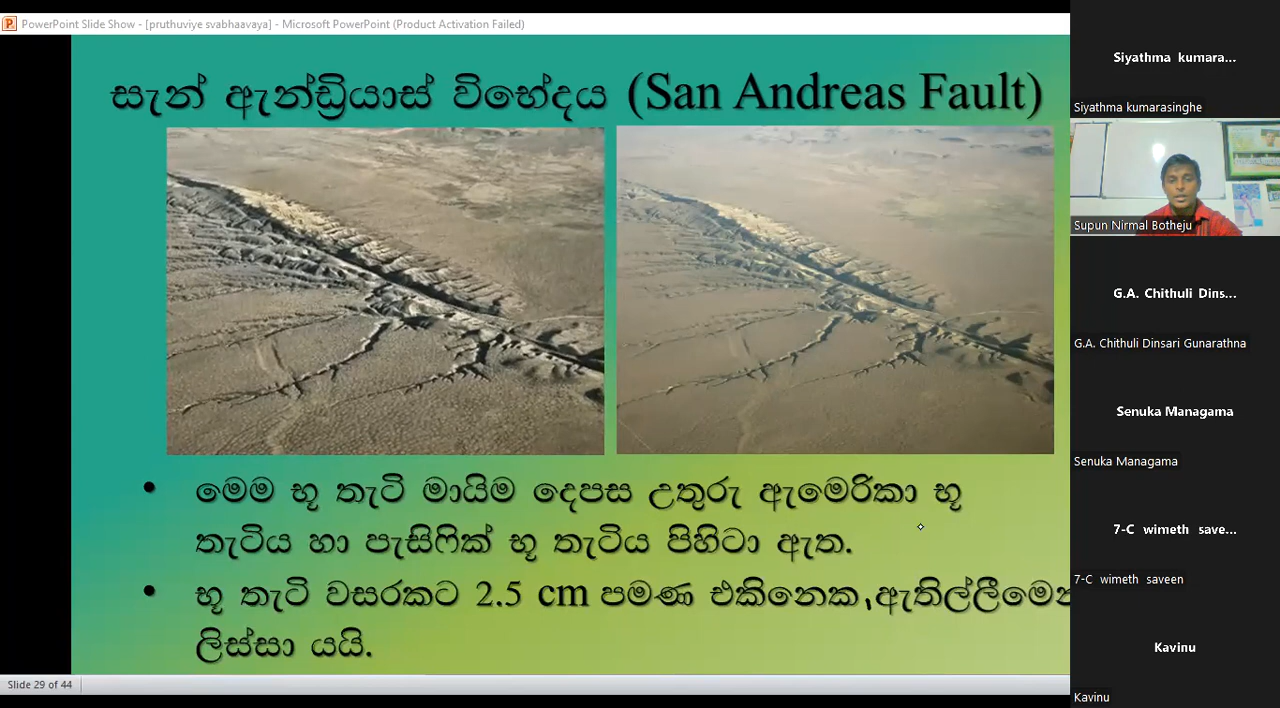 PowerPoint Slide Show - [pruthuviye svabhaavaya] - Microsoft PowerPoint (Product Activation Failed)
සැන් ඇන්ඩ්‍රියාස් විභේදය (San Andreas Fault)
• මෙම භූ තැටි මායිම දෙපස උතුරු ඇමෙරිකා භූ
තැටිය හා පැසිෆික් භූ තැටිය පිහිටා ඇත.
• භූ තැටි වසරකට 2.5 cm පමණ එකිනෙක,ඇතිල්ලීමෙන්
ලිස්සා යයි.
Slide 29 of 44
Siyathma kumara...
Siyathma kumarasinghe
Supun Nirmal Botheju
G.A. Chithuli Dins...
G.A. Chithuli Dinsari Gunarathna
Senuka Managama
Senuka Managama
7-C wimeth save...
7-C wimeth saveen
Kavinu
Kavinu